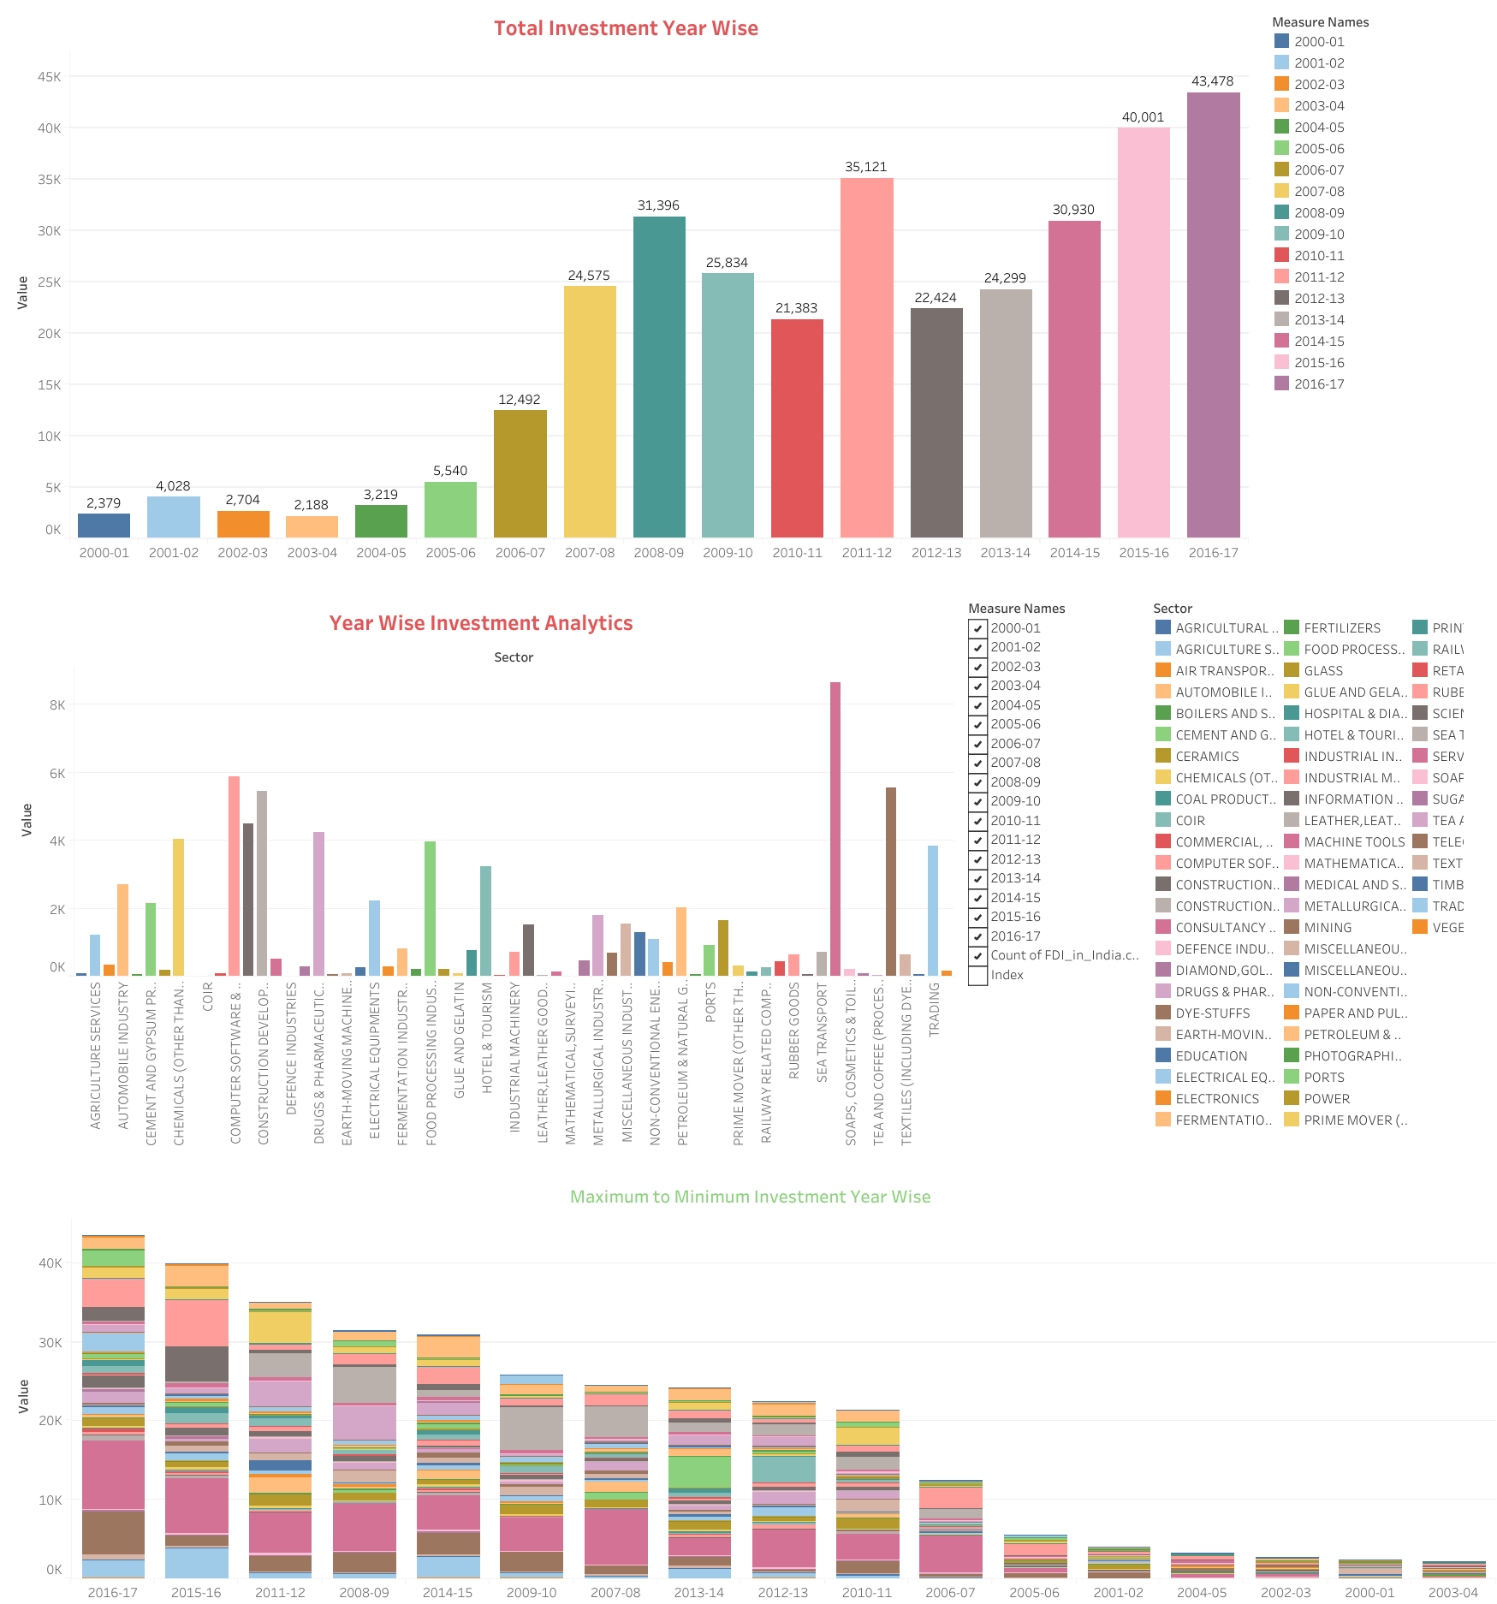 Total Investment Year Wise
Measure Names
2000-01
2001-02
2002-03
2003-04
2004-05
2005-06
2006-07
2007-08
2008-09
2009-10
2010-11
2011-12
2012-13
2013-14
2014-15
2015-16
2016-17
Value
45K
40K
35K
30K
25K
20K
15K
10K
5K
0K
2,379
4,028
2,704
2,188
3,219
5,540
12,492
24,575
31,396
25,834
21,383
35,121
22,424
24,299
30,930
40,001
43,478
2000-01 2001-02 2002-03 2003-04 2004-05 2005-06 2006-07 2007-08 2008-09 2009-10 2010-11 2011-12 2012-13 2013-14 2014-15 2015-16 2016-17
Year Wise Investment Analytics
Sector
Value
8K
6K
4K
2K
0K
AGRICULTURE SERVICES
AUTOMOBILE INDUSTRY
CEMENT AND GYPSUM PR..
CHEMICALS (OTHER THAN..
COIR
COMPUTER SOFTWARE & ..
CONSTRUCTION DEVELOP..
DEFENCE INDUSTRIES
DRUGS & PHARMACEUTIC..
EARTH-MOVING MACHINE..
ELECTRICAL EQUIPMENTS
FERMENTATION INDUSTR..
FOOD PROCESSING INDUS..
GLUE AND GELATIN
HOTEL & TOURISM
INDUSTRIAL MACHINERY
LEATHER,LEATHER GOOD..
MATHEMATICAL,SURVEYI..
METALLURGICAL INDUSTR..
MISCELLANEOUS INDUST..
NON-CONVENTIONAL ENE..
PETROLEUM & NATURAL G..
PORTS
PRIME MOVER (OTHER TH..
RAILWAY RELATED COMP..
RUBBER GOODS
SEA TRANSPORT
SOAPS, COSMETICS & TOIL..
TEA AND COFFEE (PROCES..
TEXTILES (INCLUDING DYE..
TRADING
Measure Names
2000-01
2001-02
2002-03
2003-04
2004-05
2005-06
2006-07
2007-08
2008-09
2009-10
2010-11
2011-12
2012-13
2013-14
2014-15
2015-16
2016-17
Count of FDI_in_India.c..
Index
Sector
AGRICULTURAL ..
AGRICULTURE S..
AIR TRANSPOR..
AUTOMOBILE I..
BOILERS AND S..
CEMENT AND G..
CERAMICS
CHEMICALS (OT..
COAL PRODUCT..
COIR
COMMERCIAL, ..
COMPUTER SOF..
CONSTRUCTION..
CONSTRUCTION..
CONSULTANCY ..
DEFENCE INDU..
DIAMOND,GOL..
DRUGS & PHAR..
DYE-STUFFS
EARTH-MOVIN..
EDUCATION
ELECTRICAL EQ..
ELECTRONICS
FERMENTATIO..
FERTILIZERS
FOOD PROCESS..
GLASS
GLUE AND GELA..
HOSPITAL & DIA..
HOTEL & TOURI..
INDUSTRIAL IN..
INDUSTRIAL M..
INFORMATION ..
LEATHER,LEAT..
MACHINE TOOLS
MATHEMATICA..
MEDICAL AND S..
METALLURGICA..
MINING
MISCELLANEOU..
MISCELLANEOU..
NON-CONVENTI..
PAPER AND PUL..
PETROLEUM & ..
PHOTOGRAPHI..
PORTS
POWER
PRIME MOVER (..
PRIN
RAIL
RETA
RUBE
SCIEN
SEA T
SERV
SOAP
SUGA
TEA A
TELE
TEXT
TIMB
TRAD
VEGE
Maximum to Minimum Investment Year Wise
Value
40K
30K
20K
10K
0K
2016-17 2015-16 2011-12 2008-09 2014-15 2009-10 2007-08 2013-14 2012-13 2010-11 2006-07 2005-06 2001-02 2004-05 2002-03 2000-01 2003-04